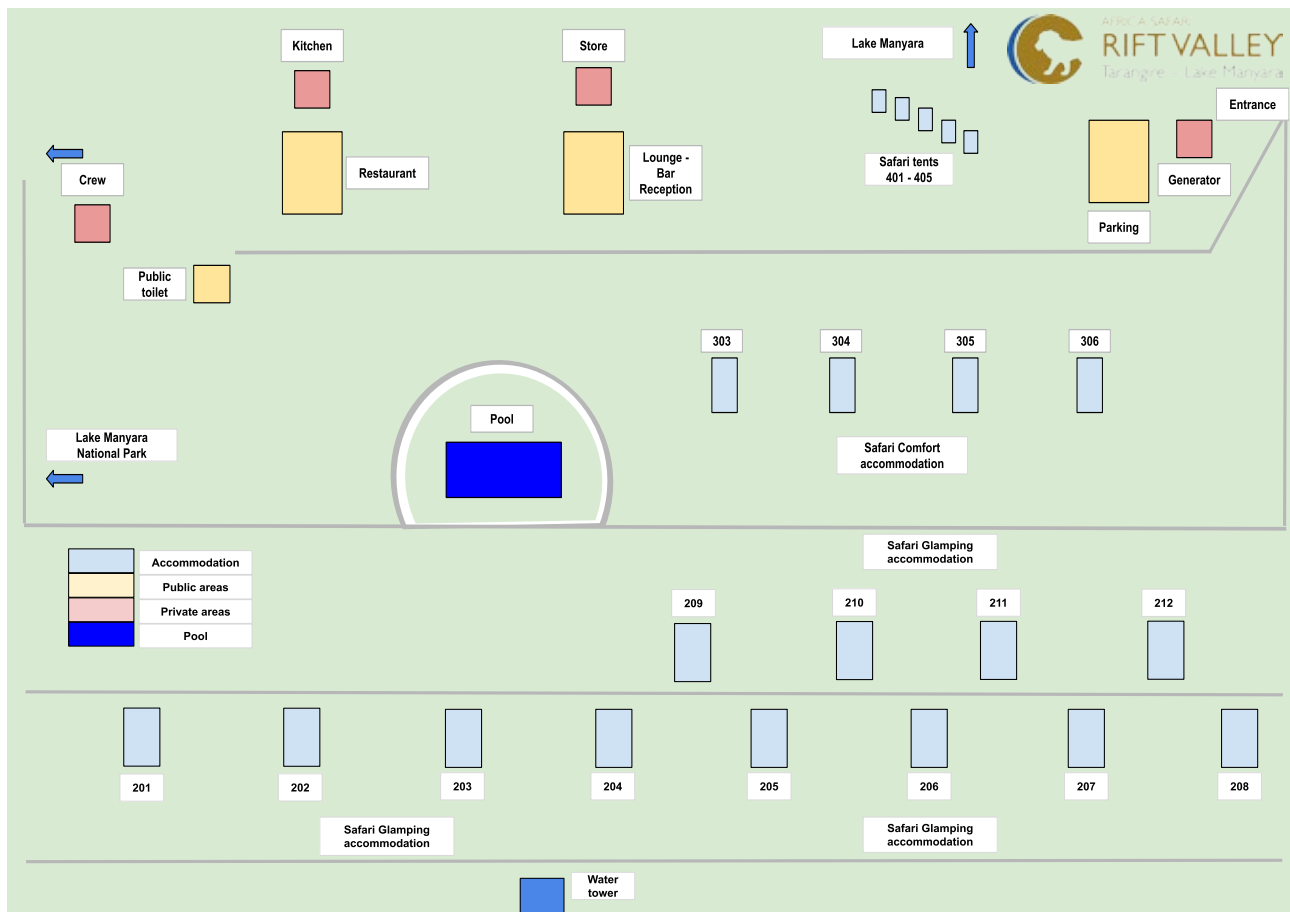 AFRICA SAFARI
RIFT VALLEY
Tarangire Lake Manyara
Kitchen
Store
Lake Manyara
Entrance
Restaurant
Lounge -
Bar
Reception
Safari tents
401 - 405
Generator
Parking
Crew
Public
toilet
303
304
305
306
Pool
Safari Comfort
accommodation
Lake Manyara
National Park
Safari Glamping
accommodation
Accommodation
Public areas
Private areas
Pool
209
210
211
212
201
202
203
204
205
206
207
208
Safari Glamping
accommodation
Safari Glamping
accommodation
Water
tower